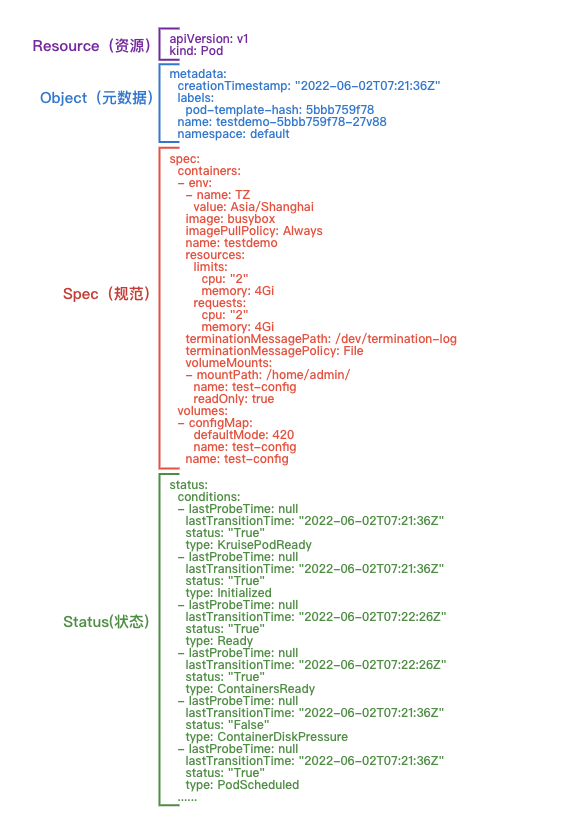 Resource（资源）
apiVersion: v1
kind: Pod
Object（元数据）
metadata:
creationTimestamp: "2022-06-02T07:21:36Z"
labels:
pod-template-hash: 5bbb759f78
name: testdemo-5bbb759f78-27v88
namespace: default
Spec（规范）
spec:
containers:
- env:
- name: TZ
value: Asia/Shanghai
image: busybox
imagePullPolicy: Always
name: testdemo
resources:
limits:
cpu: "2"
memory: 4Gi
requests:
cpu: "2"
memory: 4Gi
terminationMessagePath: /dev/termination-log
terminationMessagePolicy: File
volumeMounts:
- mountPath: /home/admin/
name: test-config
readOnly: true
volumes:
- configMap:
defaultMode: 420
name: test-config
name: test-config
Status(状态）
status:
conditions:
- lastProbeTime: null
lastTransitionTime: "2022-06-02T07:21:36Z"
status: "True"
type: KruisePodReady
- lastProbeTime: null
lastTransitionTime: "2022-06-02T07:21:36Z"
status: "True"
type: Initialized
- lastProbeTime: null
lastTransitionTime: "2022-06-02T07:22:26Z"
status: "True"
type: Ready
- lastProbeTime: null
lastTransitionTime: "2022-06-02T07:22:26Z"
status: "True"
type: ContainersReady
- lastProbeTime: null
lastTransitionTime: "2022-06-02T07:21:36Z"
status: "False"
type: ContainerDiskPressure
- lastProbeTime: null
lastTransitionTime: "2022-06-02T07:21:36Z"
status: "True"
type: PodScheduled
......